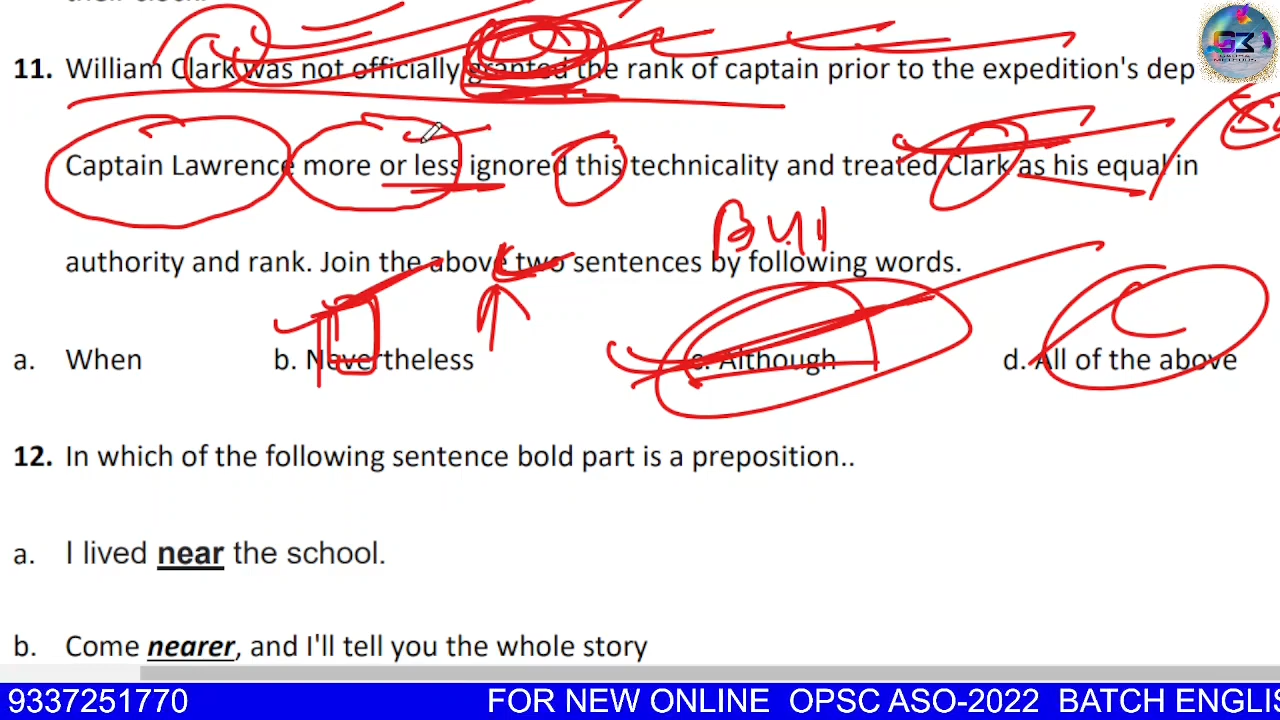 their clock.
11. William Clark was not officially granted the rank of captain prior to the expedition's dep
Captain Lawrence more or less ignored this technicality and treated Clark as his equal in
authority and rank. Join the above two sentences by following words.
But
a. When b. Nevertheless c. Although d. All of the above
12. In which of the following sentence bold part is a preposition..
a. I lived near the school.
b. Come nearer, and I'll tell you the whole story
9337251770 FOR NEW ONLINE OPSC ASO-2022 BATCH ENGLIS